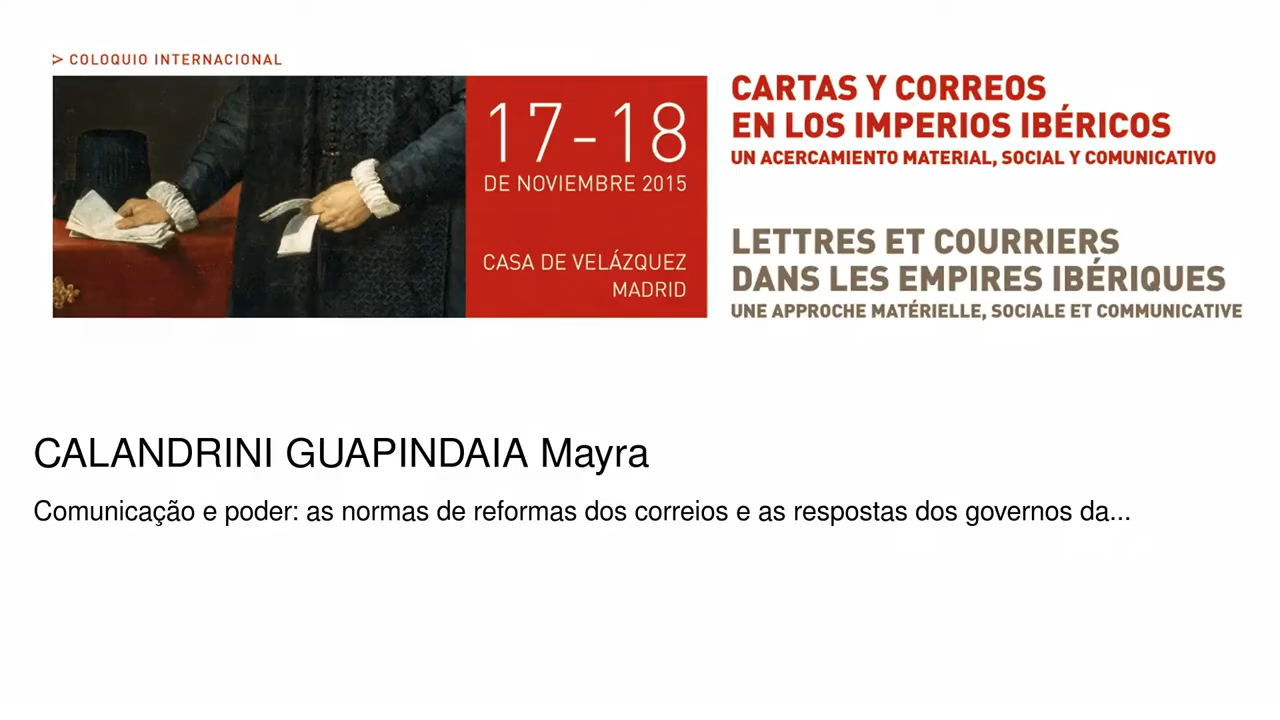 > COLOQUIO INTERNACIONAL
17-18
DE NOVIEMBRE 2015
CASA DE VELÁZQUEZ
MADRID
CARTAS Y CORREOS
EN LOS IMPERIOS IBÉRICOS
UN ACERCAMIENTO MATERIAL, SOCIAL Y COMUNICATIVO
LETTRES ET COURRIERS
DANS LES EMPIRES IBÉRIQUES
UNE APPROCHE MATÉRIELLE, SOCIALE ET COMMUNICATIVE
CALANDRINI GUAPINDAIA Mayra
Comunicação e poder: as normas de reformas dos correios e as respostas dos governos da...